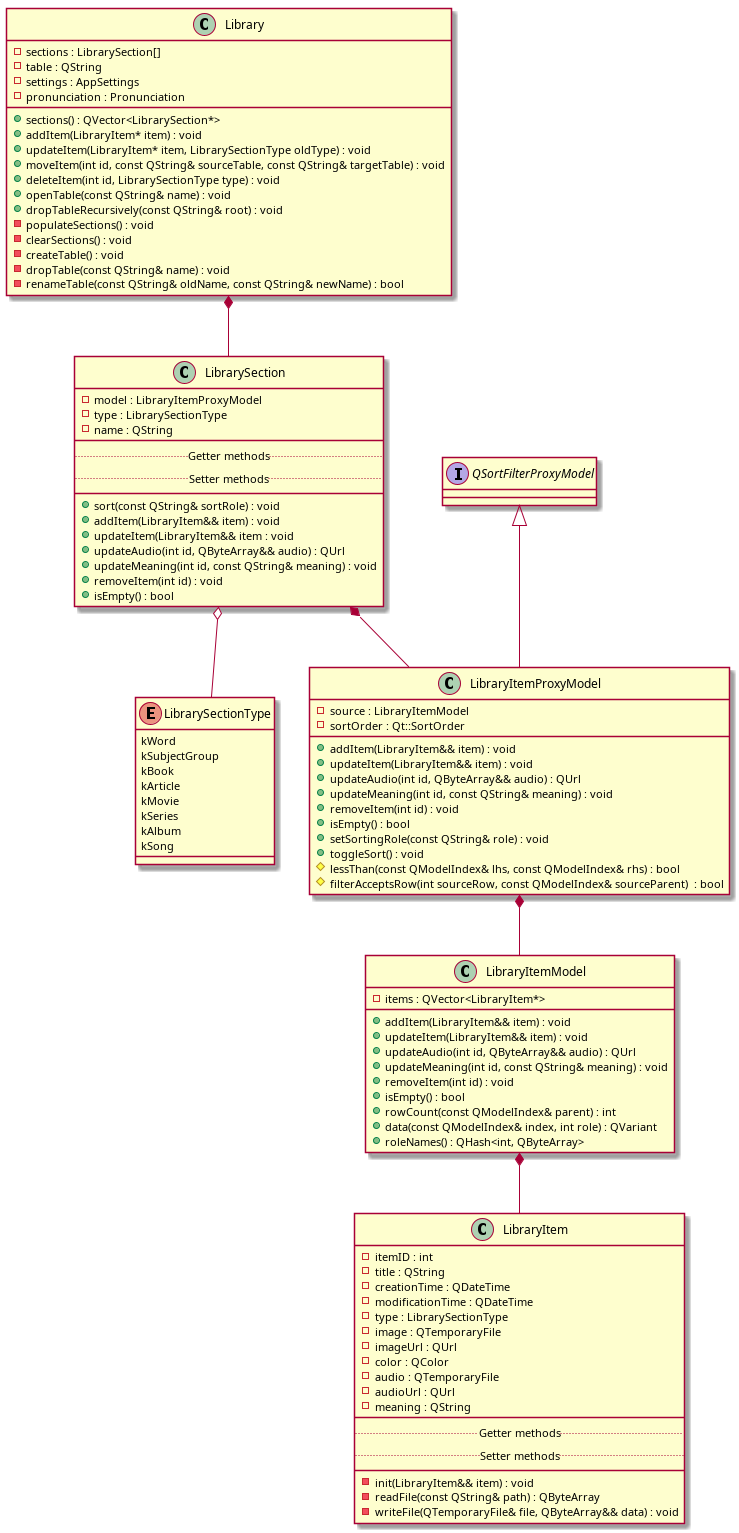 C Library
sections : LibrarySection[]
table : QString
settings : AppSettings
pronunciation : Pronunciation
sections() : QVector<LibrarySection*>
addItem(LibraryItem* item) : void
updateItem(LibraryItem* item, LibrarySectionType oldType) : void
moveItem(int id, const QString& sourceTable, const QString& targetTable) : void
deleteItem(int id, LibrarySectionType type) : void
openTable(const QString& name) : void
dropTableRecursively(const QString& root) : void
populateSections() : void
clearSections() : void
createTable() : void
dropTable(const QString& name) : void
renameTable(const QString& oldName, const QString& newName) : bool
C LibrarySection
model : LibraryItemProxyModel
type : LibrarySectionType
name : QString
Getter methods
Setter methods
sort(const QString& sortRole) : void
addItem(LibraryItem&& item) : void
updateItem(LibraryItem&& item : void
updateAudio(int id, QByteArray&& audio) : QUrl
updateMeaning(int id, const QString& meaning) : void
removeItem(int id) : void
isEmpty() : bool
I QSortFilterProxyModel
E LibrarySectionType
kWord
kSubjectGroup
kBook
kArticle
kMovie
kSeries
kAlbum
kSong
C LibraryItemProxyModel
source : LibraryItemModel
sortOrder : Qt::SortOrder
addItem(LibraryItem&& item) : void
updateItem(LibraryItem&& item) : void
updateAudio(int id, QByteArray&& audio) : QUrl
updateMeaning(int id, const QString& meaning) : void
removeItem(int id) : void
isEmpty() : bool
setSortingRole(const QString& role) : void
toggleSort() : void
lessThan(const QModelIndex& lhs, const QModelIndex& rhs) : bool
filterAcceptsRow(int sourceRow, const QModelIndex& sourceParent)  : bool
C LibraryItemModel
items : QVector<LibraryItem*>
addItem(LibraryItem&& item) : void
updateItem(LibraryItem&& item) : void
updateAudio(int id, QByteArray&& audio) : QUrl
updateMeaning(int id, const QString& meaning) : void
removeItem(int id) : void
isEmpty() : bool
rowCount(const QModelIndex& parent) : int
data(const QModelIndex& index, int role) : QVariant
roleNames() : QHash<int, QByteArray>
C LibraryItem
itemID : int
title : QString
creationTime : QDateTime
modificationTime : QDateTime
type : LibrarySectionType
image : QTemporaryFile
imageUrl : QUrl
color : QColor
audio : QTemporaryFile
audioUrl : QUrl
meaning : QString
Getter methods
Setter methods
init(LibraryItem&& item) : void
readFile(const QString& path) : QByteArray
writeFile(QTemporaryFile& file, QByteArray&& data) : void